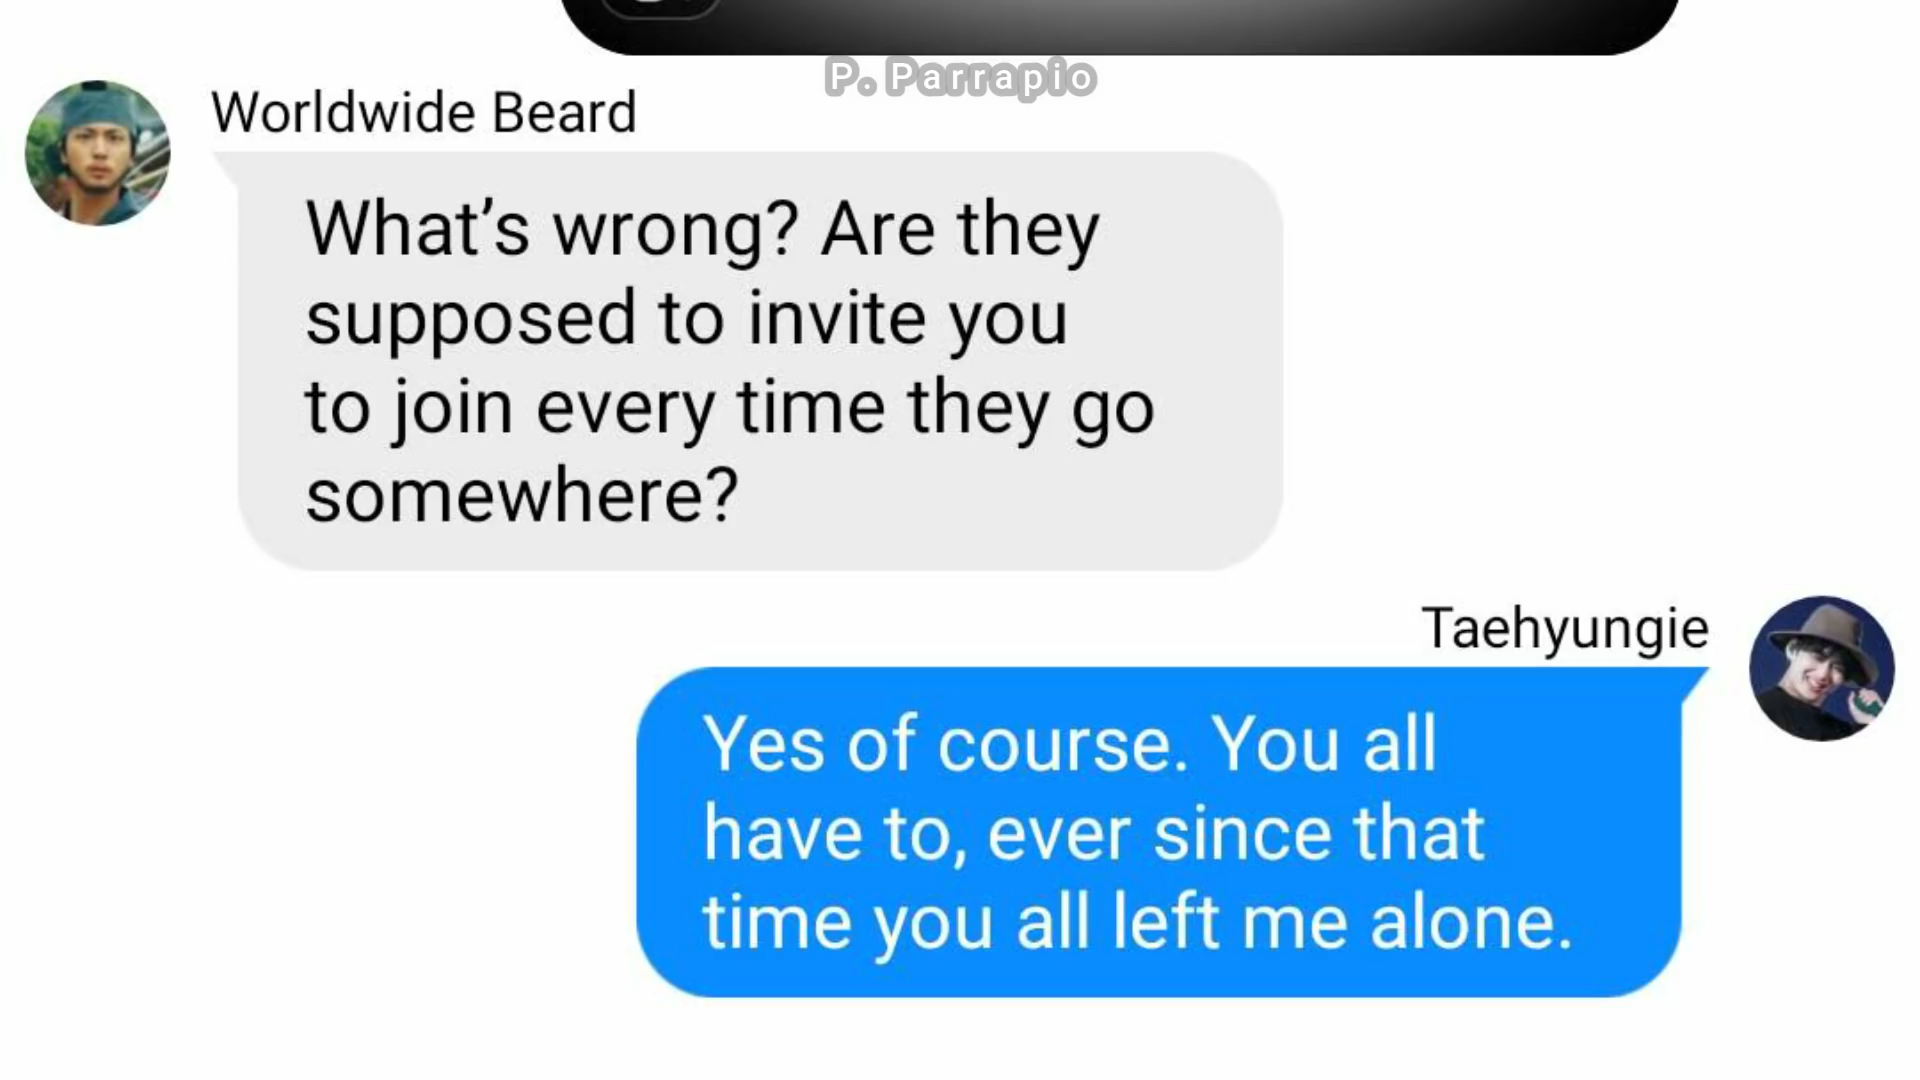 P. Parrapio
Worldwide Beard
What’s wrong? Are they
supposed to invite you
to join every time they go
somewhere?
Taehyungie
Yes of course. You all
have to, ever since that
time you all left me alone.